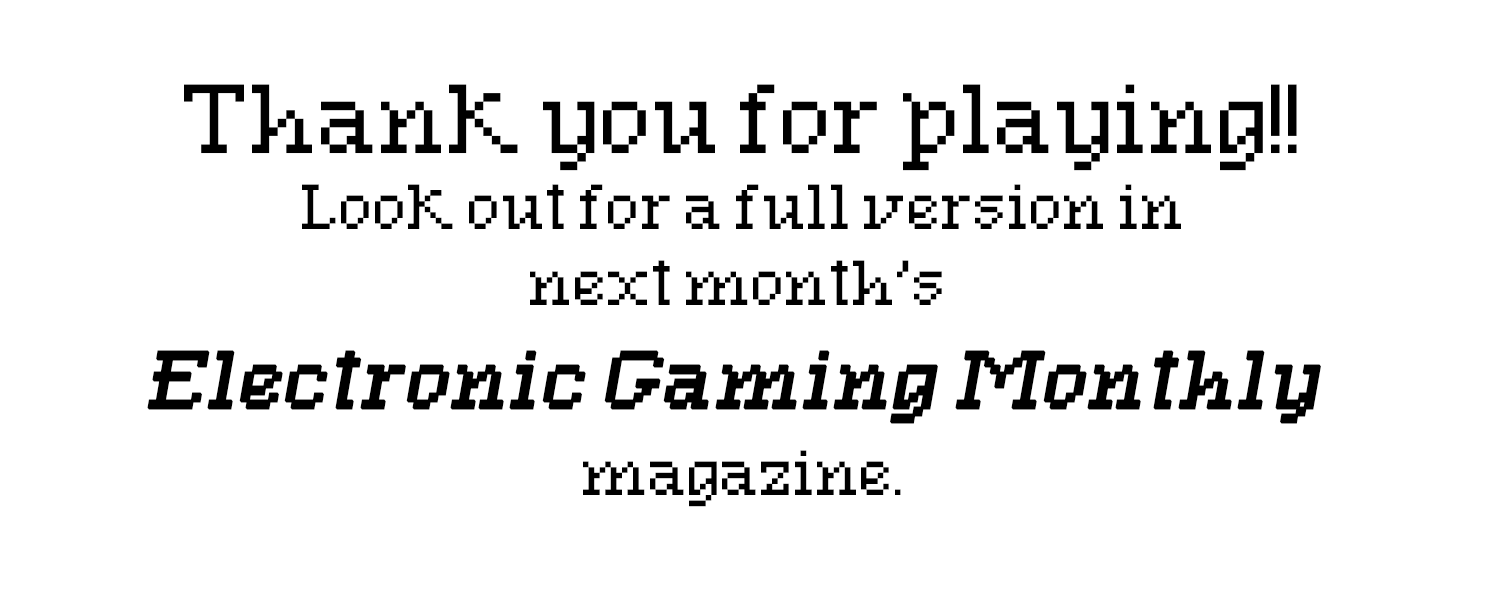 Thank you for playing!!
Look out for a full version in
next month's
Electronic Gaming Monthly
magazine.